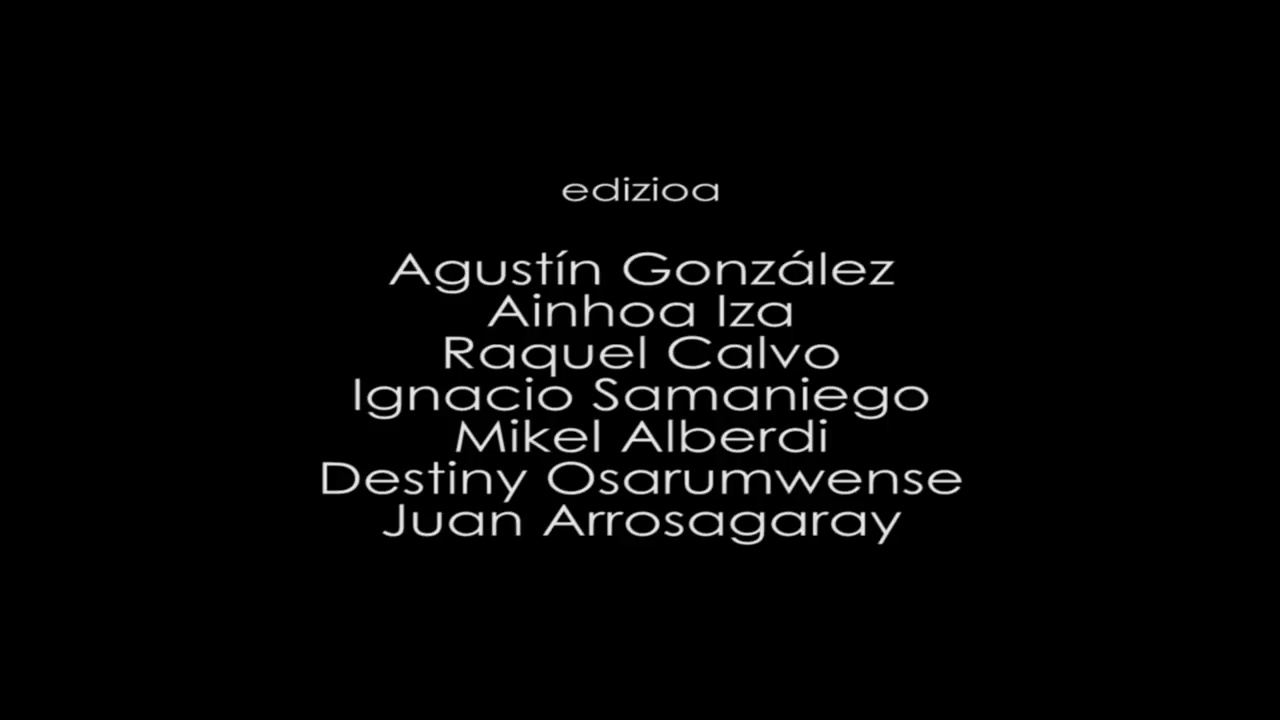 edizioa
Agustín González
Ainhoa Iza
Raquel Calvo
Ignacio Samaniego
Mikel Alberdi
Destiny Osarumwense
Juan Arrosagaray